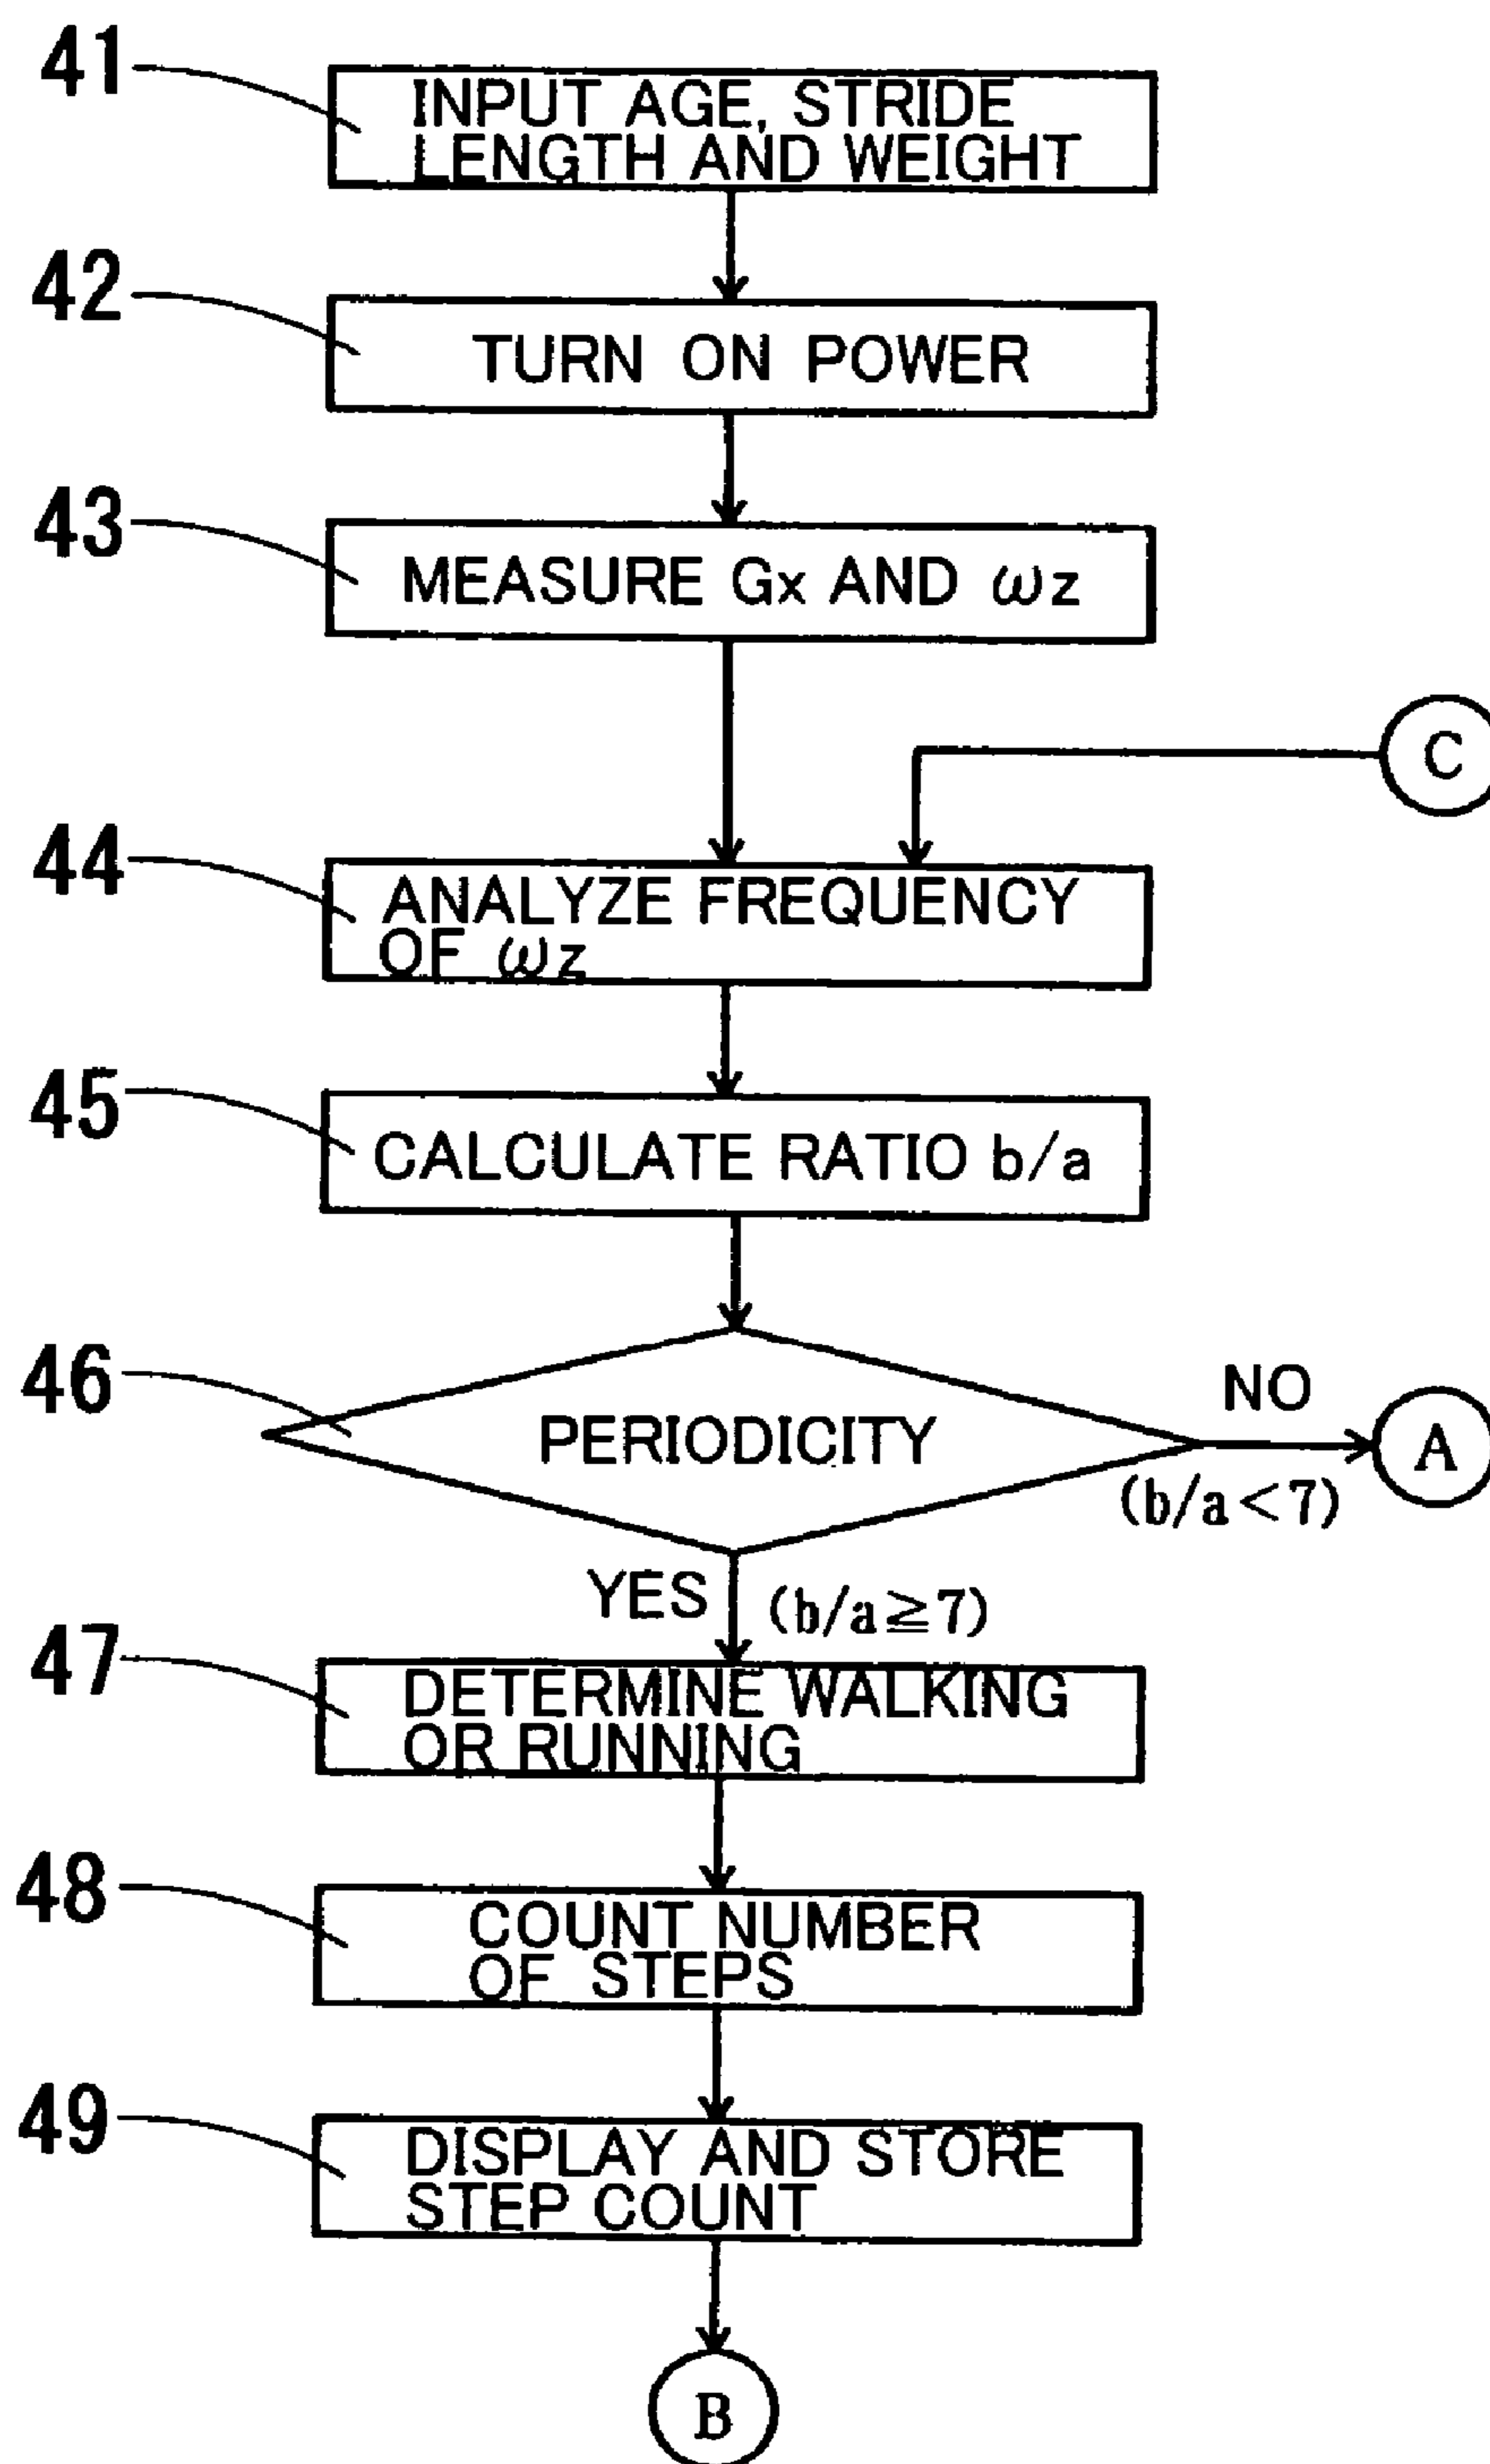 41
INPUT AGE, STRIDE
LENGTH AND WEIGHT
42
TURN ON POWER
43
MEASURE Gx AND ωz
C
44
ANALYZE FREQUENCY
OF ωz
45
CALCULATE RATIO b/a
46
PERIODICITY
NO
A
(b/a<7)
YES
(b/a≧7)
47
DETERMINE WALKING
OR RUNNING
48
COUNT NUMBER
OF STEPS
49
DISPLAY AND STORE
STEP COUNT
B